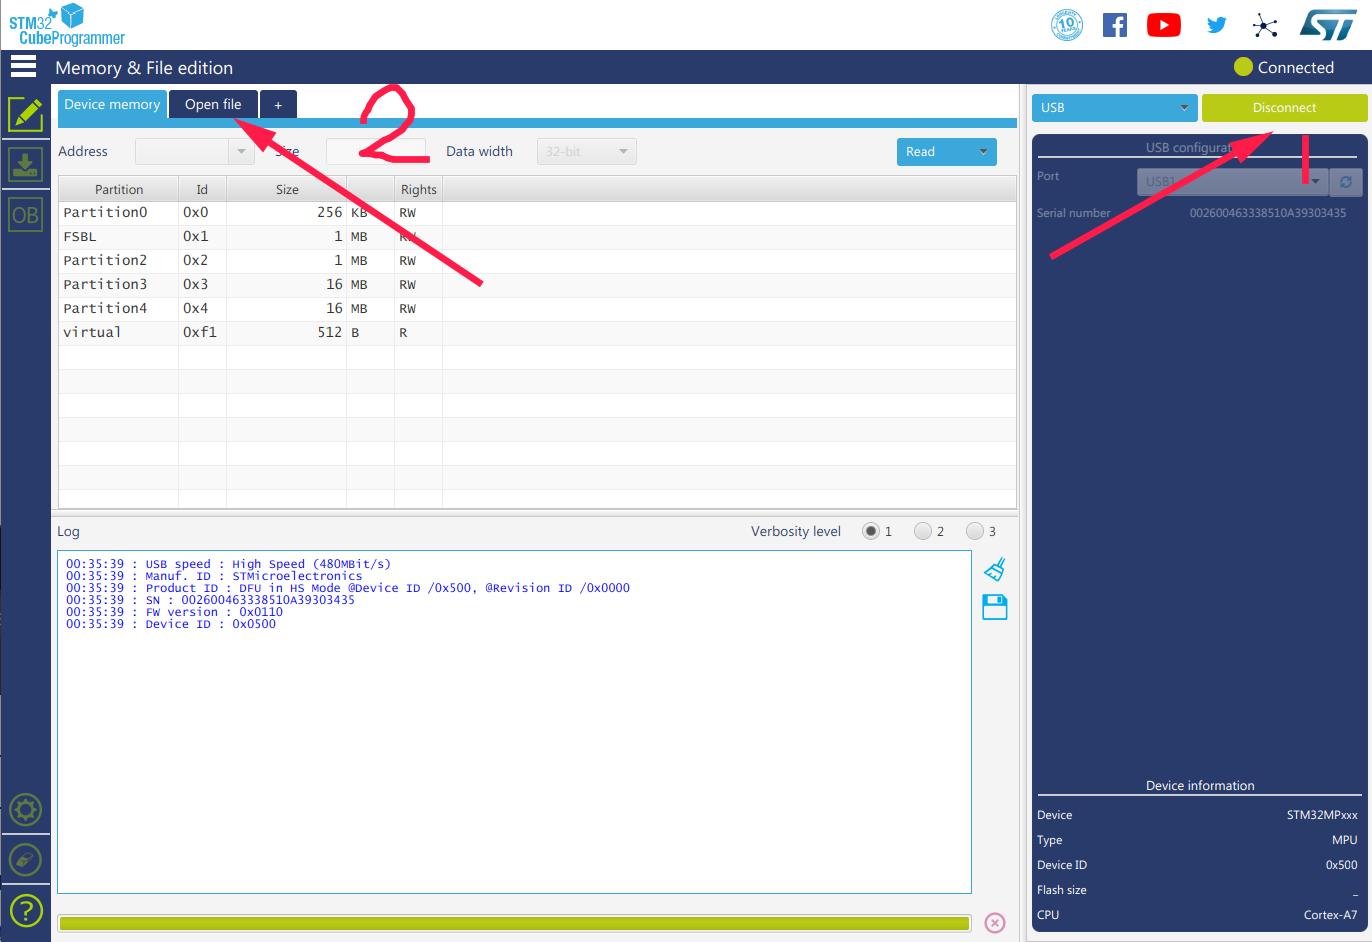 STM32
CubeProgrammer
10
YEARS
Memory & File edition
Connected
Device memory
Open file
+
2
USB
Disconnect
1
Address
Size
Data width
32-bit
Read
USB configuration
Port
USB1
Serial number
002600463338510A39303435
Partition Id Size Rights
Partition0 0x0 256 KB RW
FSBL 0x1 1 MB RW
Partition2 0x2 1 MB RW
Partition3 0x3 16 MB RW
Partition4 0x4 16 MB RW
virtual 0xf1 512 B R
OB
Log
Verbosity level 1 2 3
00:35:39 : USB speed : High Speed (480MBit/s)
00:35:39 : Manuf. ID : STMicroelectronics
00:35:39 : Product ID : DFU in HS Mode @Device ID /0x500, @Revision ID /0x0000
00:35:39 : SN : 002600463338510A39303435
00:35:39 : FW version : 0x0110
00:35:39 : Device ID : 0x0500
Device information
Device STM32MPxxx
Type MPU
Device ID 0x500
Flash size _
CPU Cortex-A7